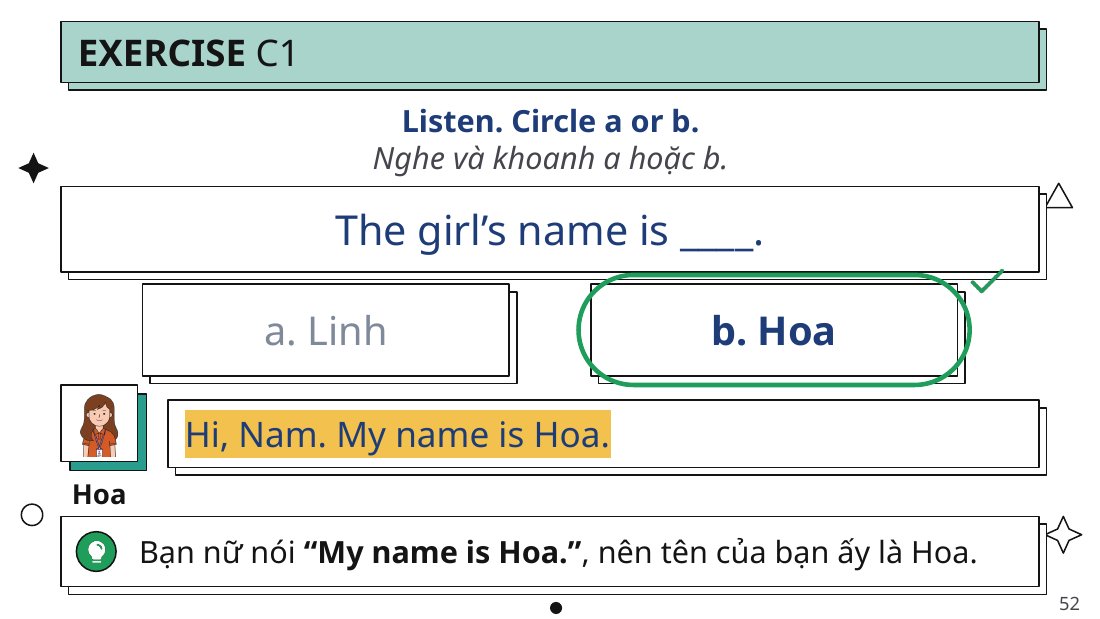 EXERCISE C1
Listen. Circle a or b.
Nghe và khoanh a hoặc b.
The girl’s name is ____.
a. Linh
b. Hoa
Hi, Nam. My name is Hoa.
Hoa
Bạn nữ nói “My name is Hoa.”, nên tên của bạn ấy là Hoa.
52